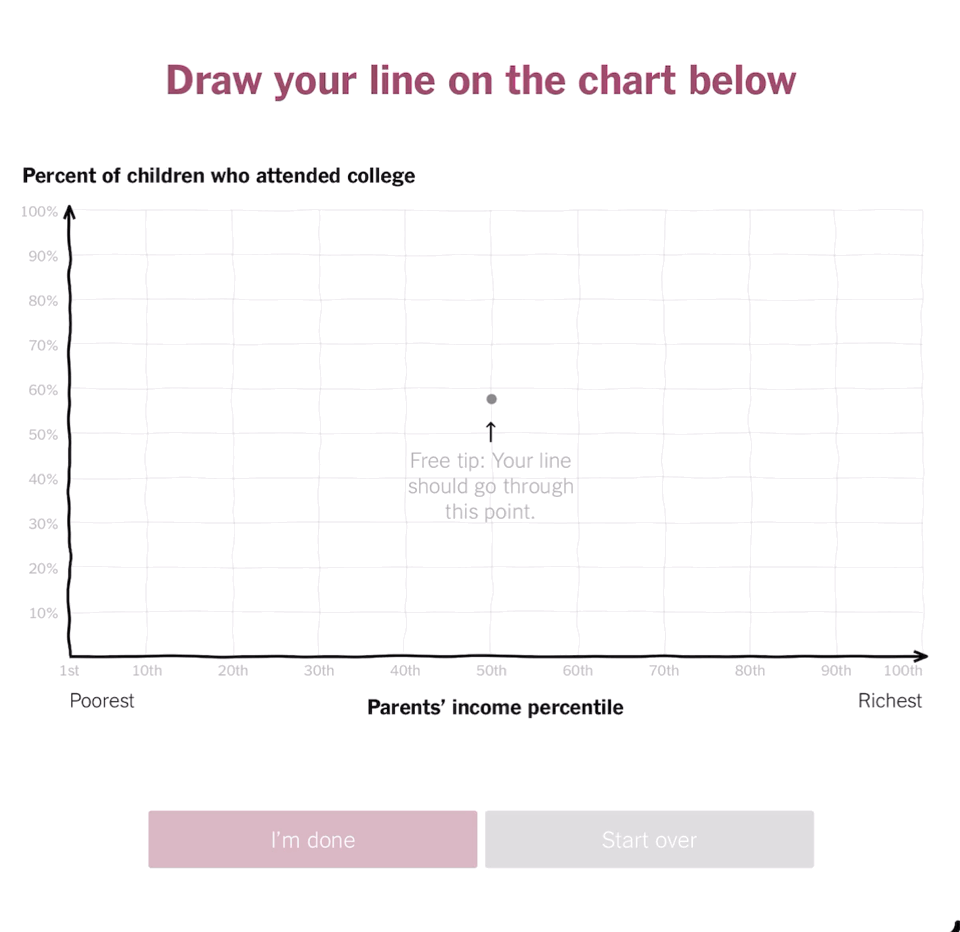 Draw your line on the chart below
Percent of children who attended college
100%
90%
80%
70%
60%
50%
40%
30%
20%
10%
Free tip: Your line
should go through
this point.
1st 10th 20th 30th 40th 50th 60th 70th 80th 90th 100th
Poorest Parents’ income percentile Richest
I’m done Start over